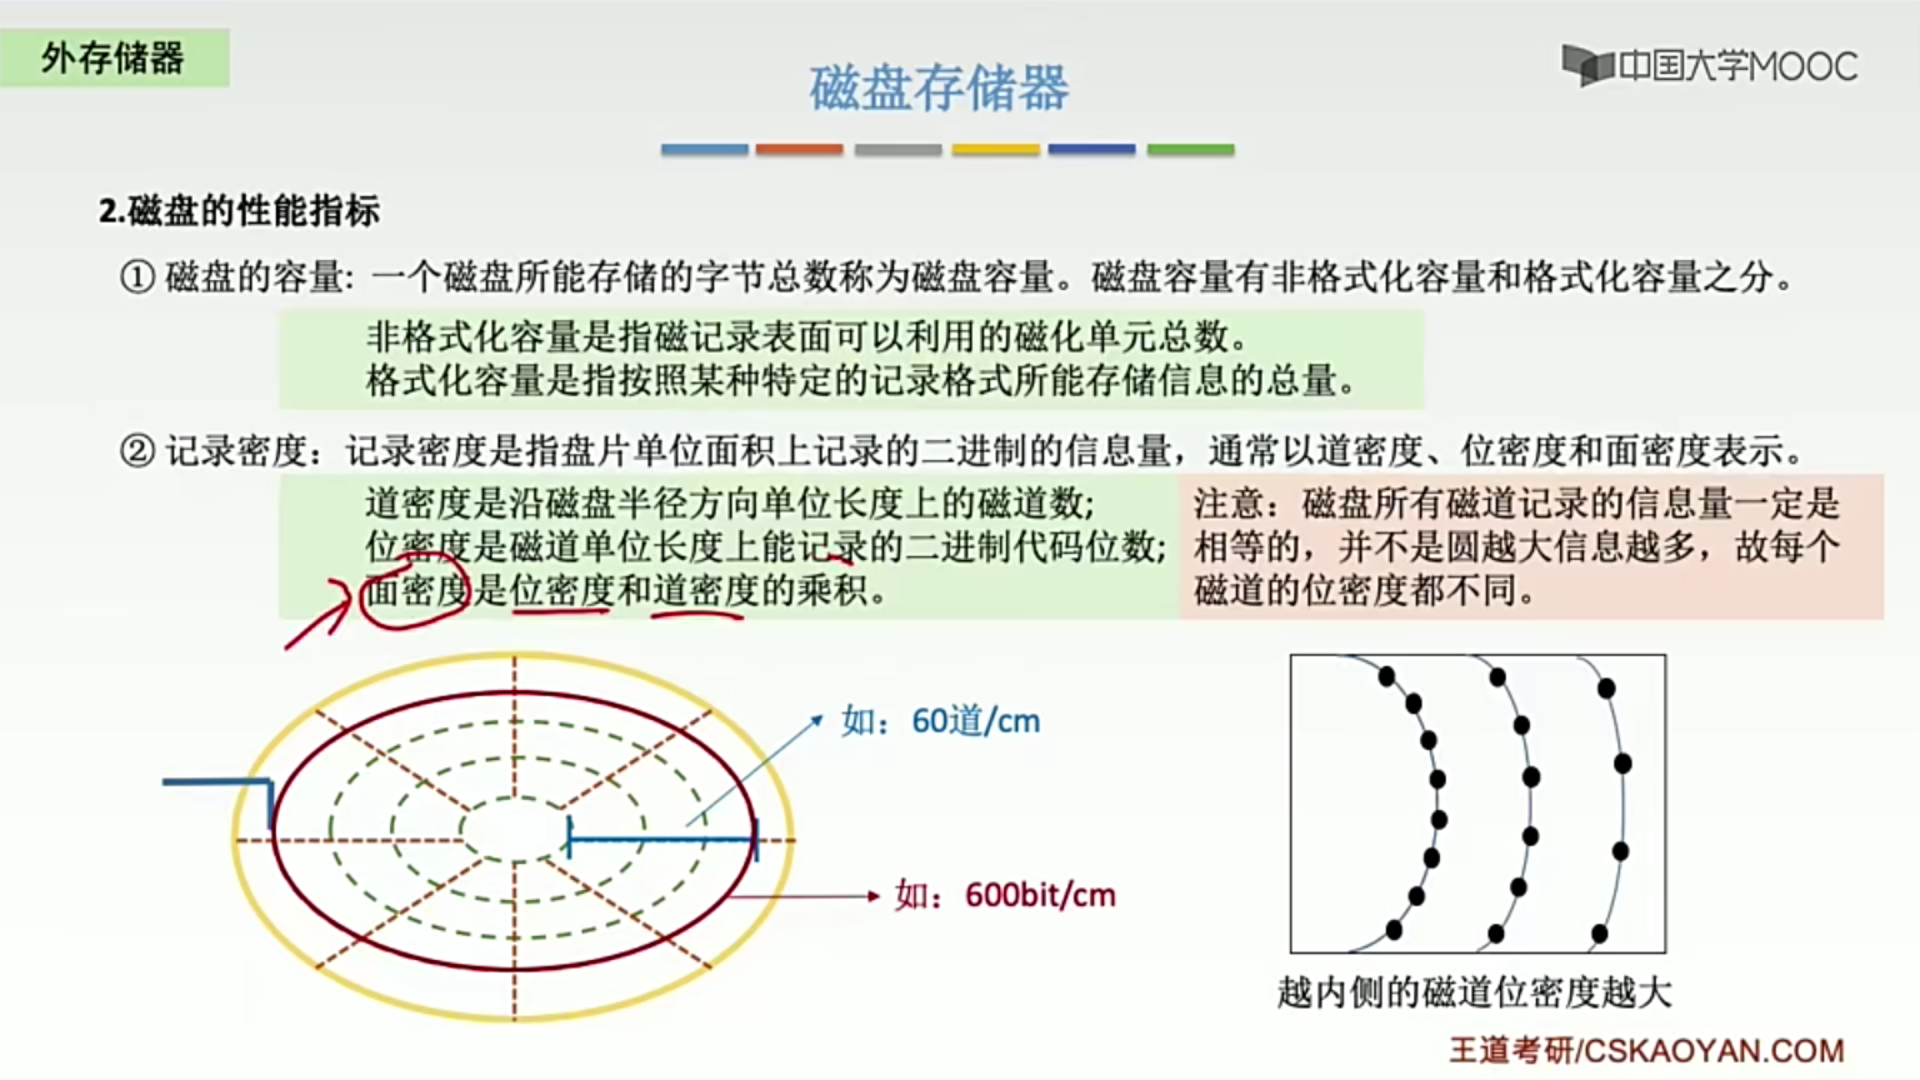 外存储器
中国大学MOOC
磁盘存储器
2.磁盘的性能指标
① 磁盘的容量：一个磁盘所能存储的字节总数称为磁盘容量。磁盘容量有非格式化容量和格式化容量之分。
非格式化容量是指磁记录表面可以利用的磁化单元总数。
格式化容量是指按照某种特定的记录格式所能存储信息的总量。
② 记录密度：记录密度是指盘片单位面积上记录的二进制的信息量，通常以道密度、位密度和面密度表示。
道密度是沿磁盘半径方向单位长度上的磁道数；
位密度是磁道单位长度上能记录的二进制代码位数；
面密度是位密度和道密度的乘积。
注意：磁盘所有磁道记录的信息量一定是
相等的，并不是圆越大信息越多，故每个
磁道的位密度都不同。
如：60道/cm
如：600bit/cm
越内侧的磁道位密度越大
王道考研/CSKAOYAN.COM